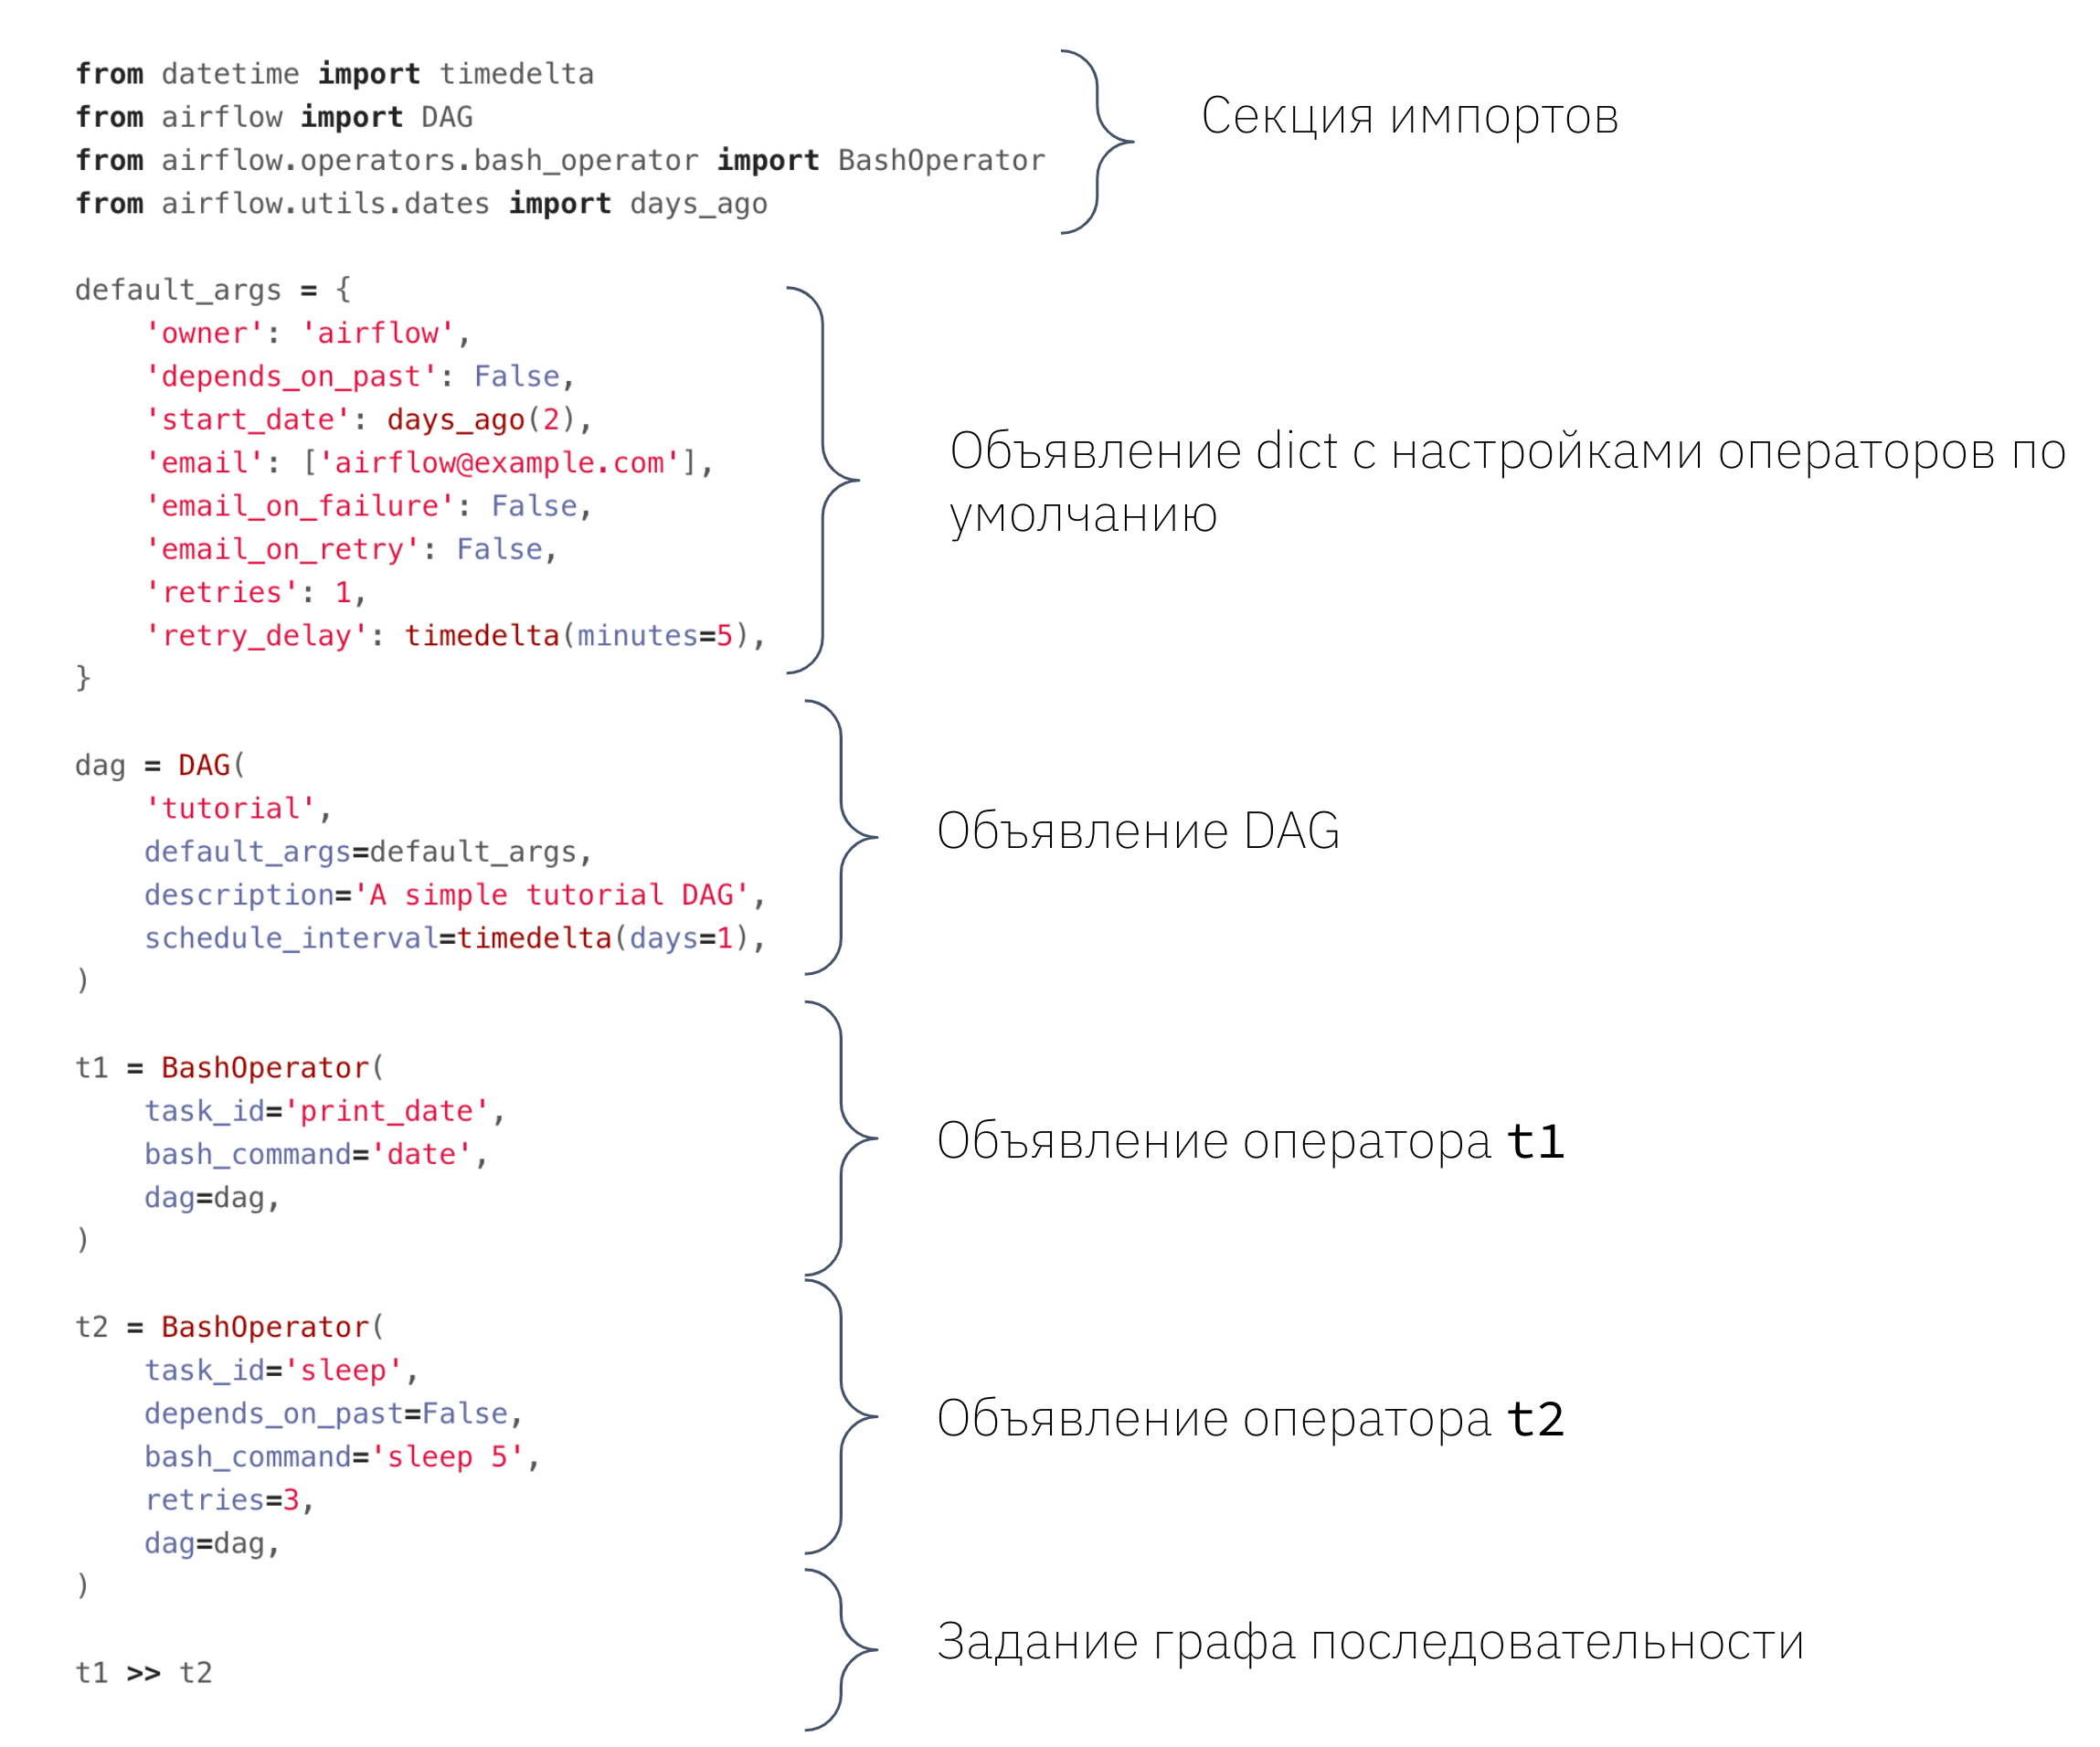 from datetime import timedelta
from airflow import DAG
from airflow.operators.bash_operator import BashOperator
from airflow.utils.dates import days_ago
Секция импортов
default_args = {
    'owner': 'airflow',
    'depends_on_past': False,
    'start_date': days_ago(2),
    'email': ['airflow@example.com'],
    'email_on_failure': False,
    'email_on_retry': False,
    'retries': 1,
    'retry_delay': timedelta(minutes=5),
}
Объявление dict с настройками операторов по
умолчанию
dag = DAG(
    'tutorial',
    default_args=default_args,
    description='A simple tutorial DAG',
    schedule_interval=timedelta(days=1),
)
Объявление DAG
t1 = BashOperator(
    task_id='print_date',
    bash_command='date',
    dag=dag,
)
Объявление оператора t1
t2 = BashOperator(
    task_id='sleep',
    depends_on_past=False,
    bash_command='sleep 5',
    retries=3,
    dag=dag,
)
Объявление оператора t2
t1 >> t2
Задание графа последовательности